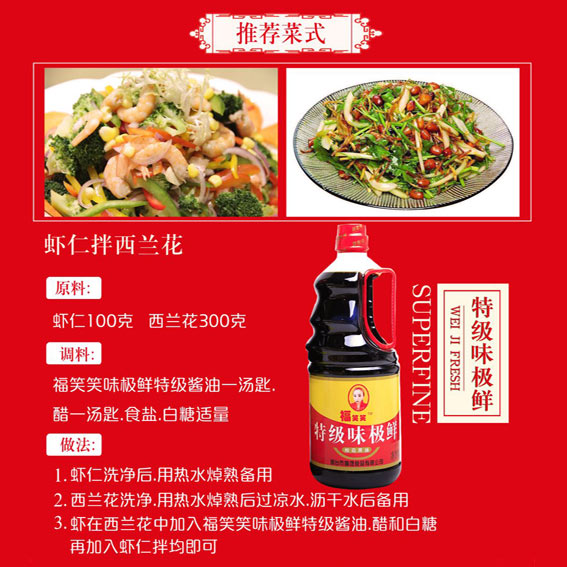 推荐菜式
虾仁拌西兰花
原料:
虾仁100克 西兰花300克
调料:
福笑笑味极鲜特级酱油一汤匙.
醋一汤匙.食盐.白糖适量
做法:
1.虾仁洗净后.用热水焯熟备用
2.西兰花洗净.用热水焯熟后过凉水.沥干水后备用
3.虾在西兰花中加入福笑笑味极鲜特级酱油.醋和白糖
再加入虾仁拌均即可
福笑笑
特级味极鲜
SUPERFINE
特级味极鲜
WEI JI FRESH